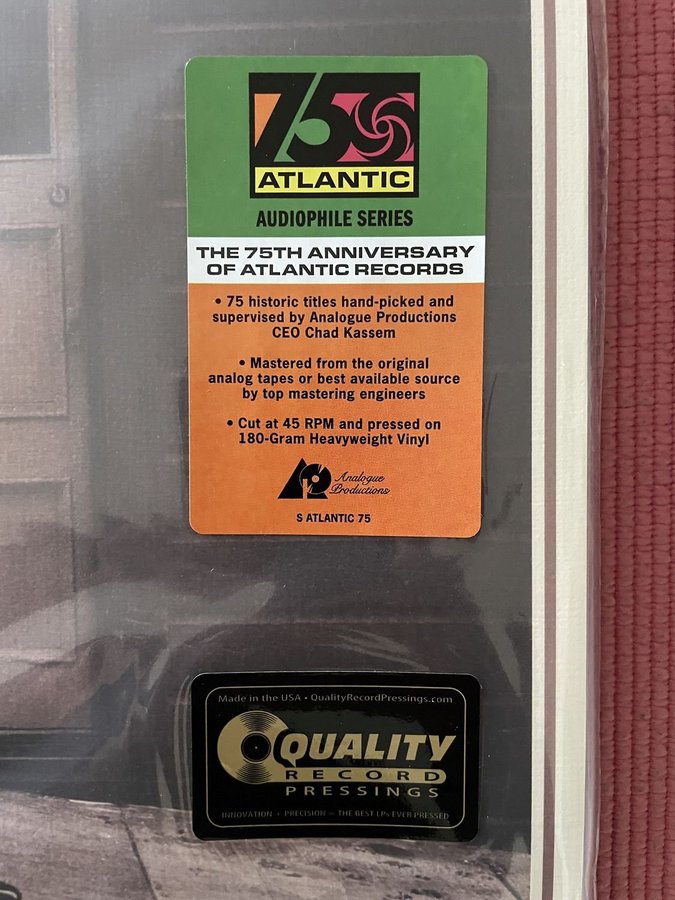 75
ATLANTIC
AUDIOPHILE SERIES
THE 75TH ANNIVERSARY
OF ATLANTIC RECORDS
• 75 historic titles hand-picked and
supervised by Analogue Productions
CEO Chad Kassem
• Mastered from the original
analog tapes or best available source
by top mastering engineers
• Cut at 45 RPM and pressed on
180-Gram Heavyweight Vinyl
AP Analogue
Productions
S ATLANTIC 75
Made in the USA • QualityRecordPressings.com
QUALITY
RECORD
PRESSINGS
INNOVATION + PRECISION = THE BEST LPs EVER PRESSED